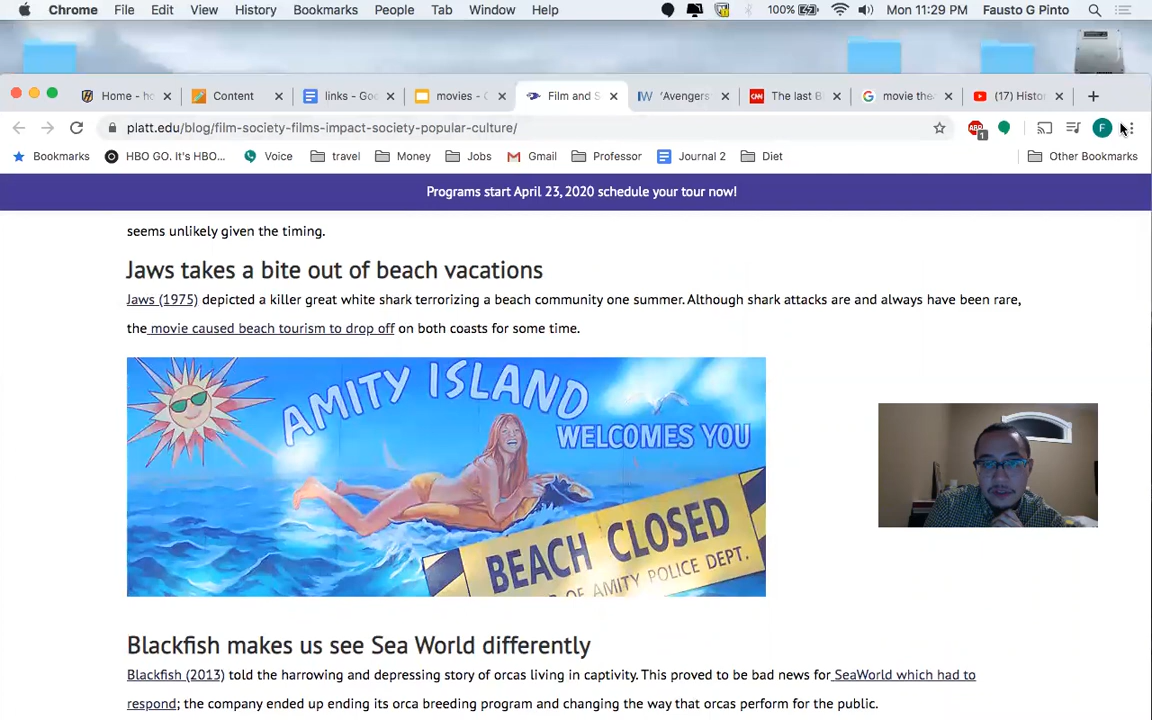 Chrome File Edit View History Bookmarks People Tab Window Help 100% Mon 11:29 PM Fausto G Pinto
Home - ho Content links - Goo movies - G Film and S 'Avengers The last B movie the (17) Histo
platt.edu/blog/film-society-films-impact-society-popular-culture/ ABP 1 F
Bookmarks HBO GO. It's HBO... Voice travel Money Jobs Gmail Professor Journal 2 Diet Other Bookmarks
Programs start April 23, 2020 schedule your tour now!
seems unlikely given the timing.
Jaws takes a bite out of beach vacations
Jaws (1975) depicted a killer great white shark terrorizing a beach community one summer. Although shark attacks are and always have been rare,
the movie caused beach tourism to drop off on both coasts for some time.
AMITY ISLAND
WELCOMES YOU
BEACH CLOSED
OF AMITY POLICE DEPT.
Blackfish makes us see Sea World differently
Blackfish (2013) told the harrowing and depressing story of orcas living in captivity. This proved to be bad news for SeaWorld which had to
respond; the company ended up ending its orca breeding program and changing the way that orcas perform for the public.